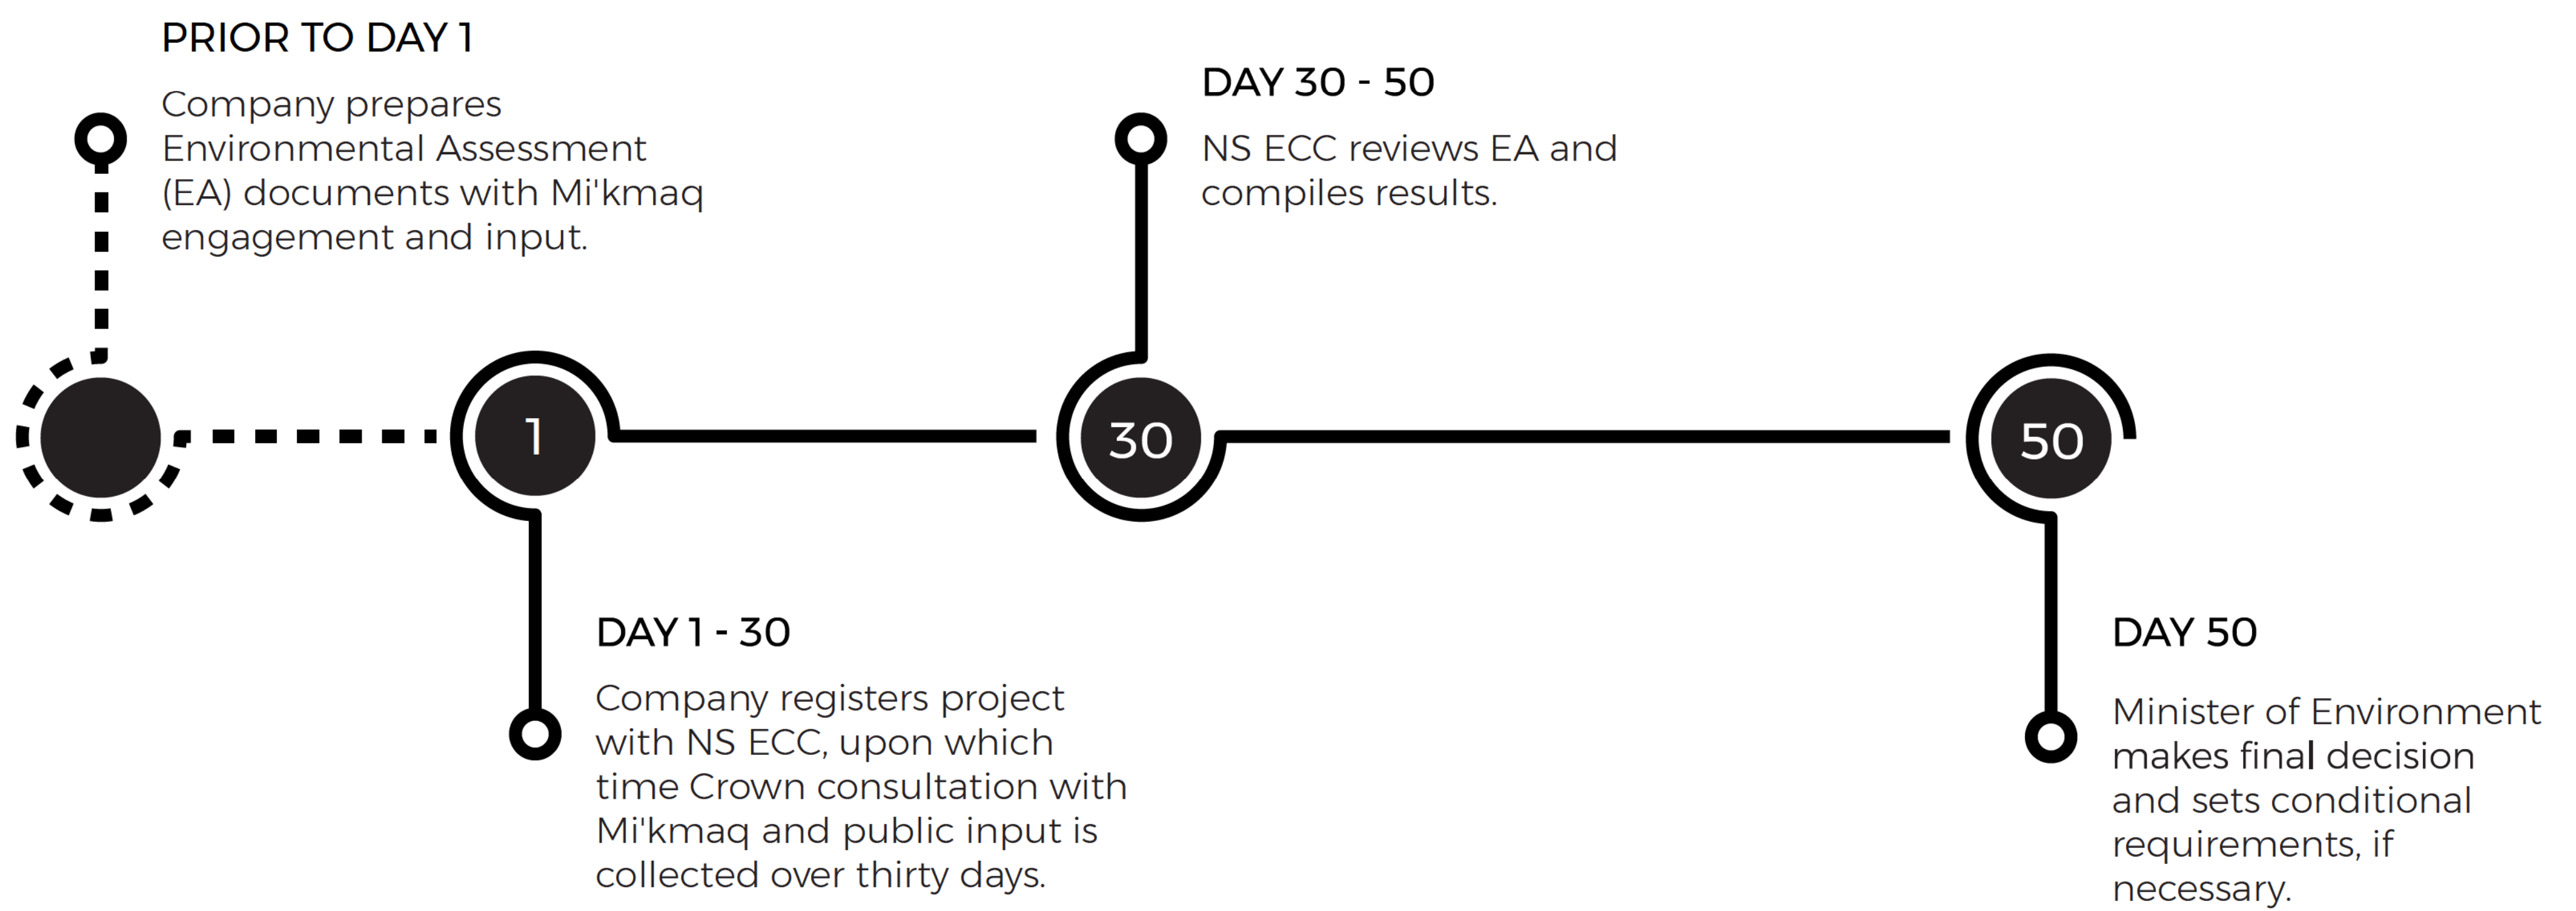 PRIOR TO DAY 1
Company prepares
Environmental Assessment
(EA) documents with Mi'kmaq
engagement and input.
DAY 30 - 50
NS ECC reviews EA and
compiles results.
1
30
50
DAY 1 - 30
Company registers project
with NS ECC, upon which
time Crown consultation with
Mi'kmaq and public input is
collected over thirty days.
DAY 50
Minister of Environment
makes final decision
and sets conditional
requirements, if
necessary.